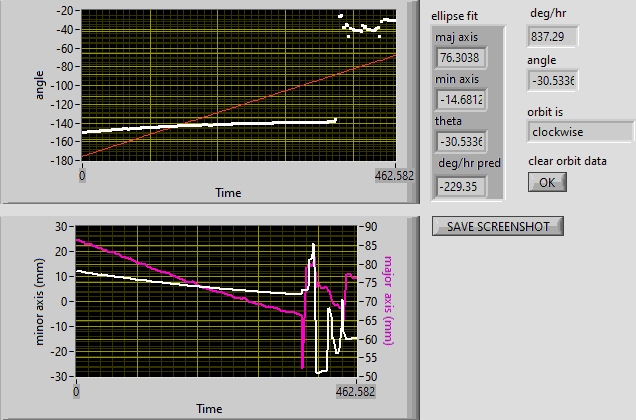 -20
-40
-60
-80
-100
-120
-140
-160
-180
angle
0
462.582
Time
ellipse fit
maj axis
76.3038
min axis
-14.6812
theta
-30.5336
deg/hr pred
-229.35
deg/hr
837.29
angle
-30.5336
orbit is
clockwise
clear orbit data
OK
SAVE SCREENSHOT
30
20
10
0
-10
-20
-30
minor axis (mm)
90
85
80
75
70
65
60
55
50
major axis (mm)
0
462.582
Time